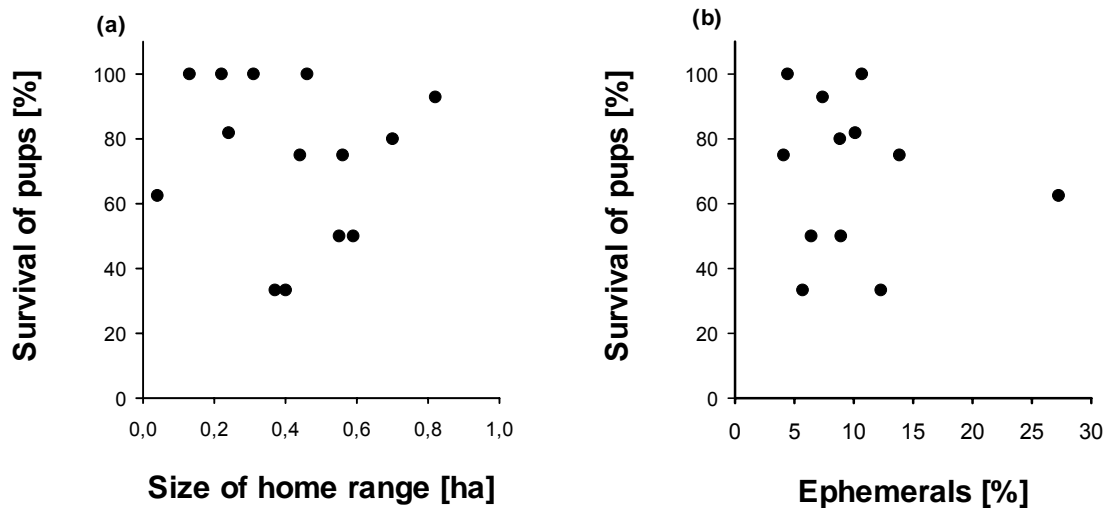 (a)
Survival of pups [%]
100
80
60
40
20
0
0,0 0,2 0,4 0,6 0,8 1,0
Size of home range [ha]
(b)
Survival of pups [%]
100
80
60
40
20
0
0 5 10 15 20 25 30
Ephemerals [%]